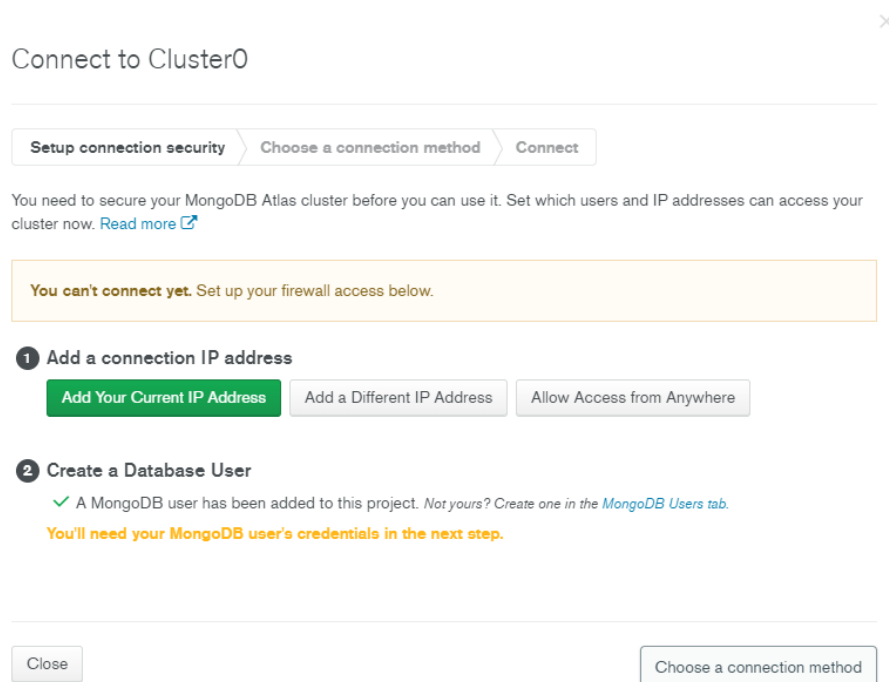 Connect to Cluster0
Setup connection security
Choose a connection method
Connect
You need to secure your MongoDB Atlas cluster before you can use it. Set which users and IP addresses can access your
cluster now. Read more
You can't connect yet. Set up your firewall access below.
1 Add a connection IP address
Add Your Current IP Address
Add a Different IP Address
Allow Access from Anywhere
2 Create a Database User
A MongoDB user has been added to this project. Not yours? Create one in the MongoDB Users tab.
You'll need your MongoDB user's credentials in the next step.
Close
Choose a connection method